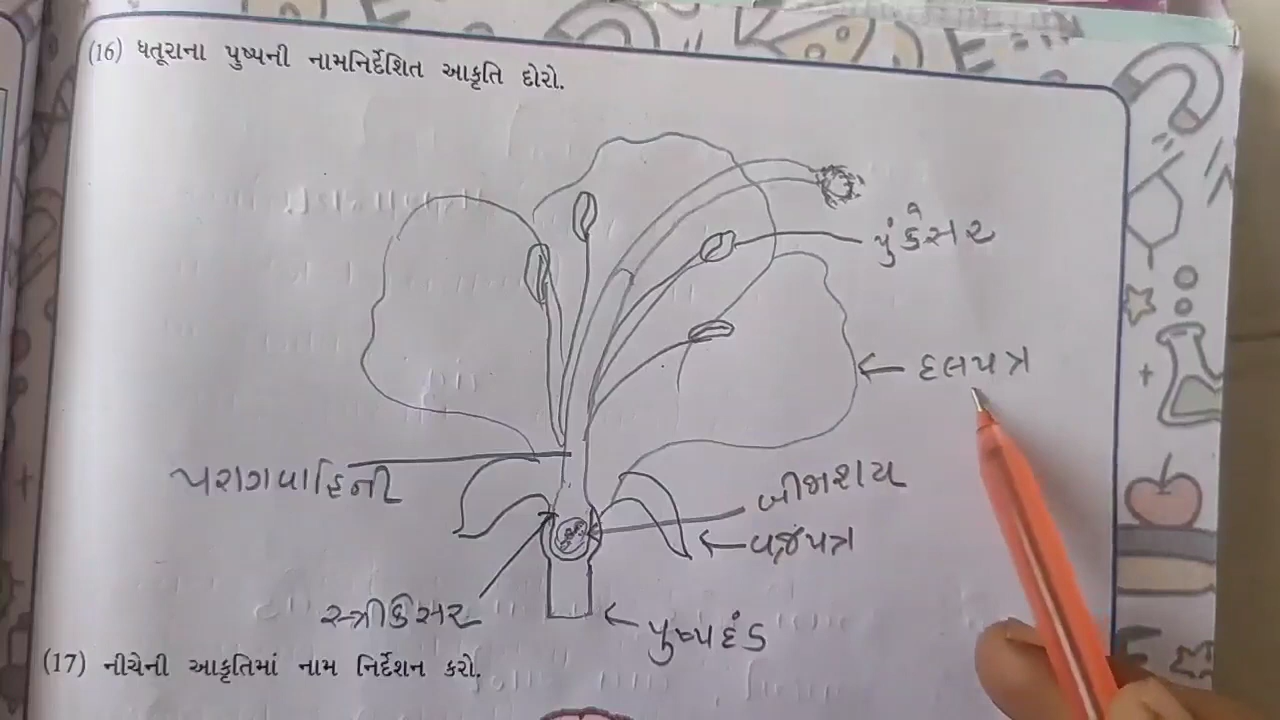 (16) ધતૂરાના પુષ્પની નામનિર્દેશિત આકૃતિ દોરો.
પુંકેસર
દલપત્ર
પરાગવાહિની
બીજાશય
વજ્રપત્ર
સ્ત્રીકેસર
પુષ્પદંડ
(17) નીચેની આકૃતિમાં નામ નિર્દેશન કરો.